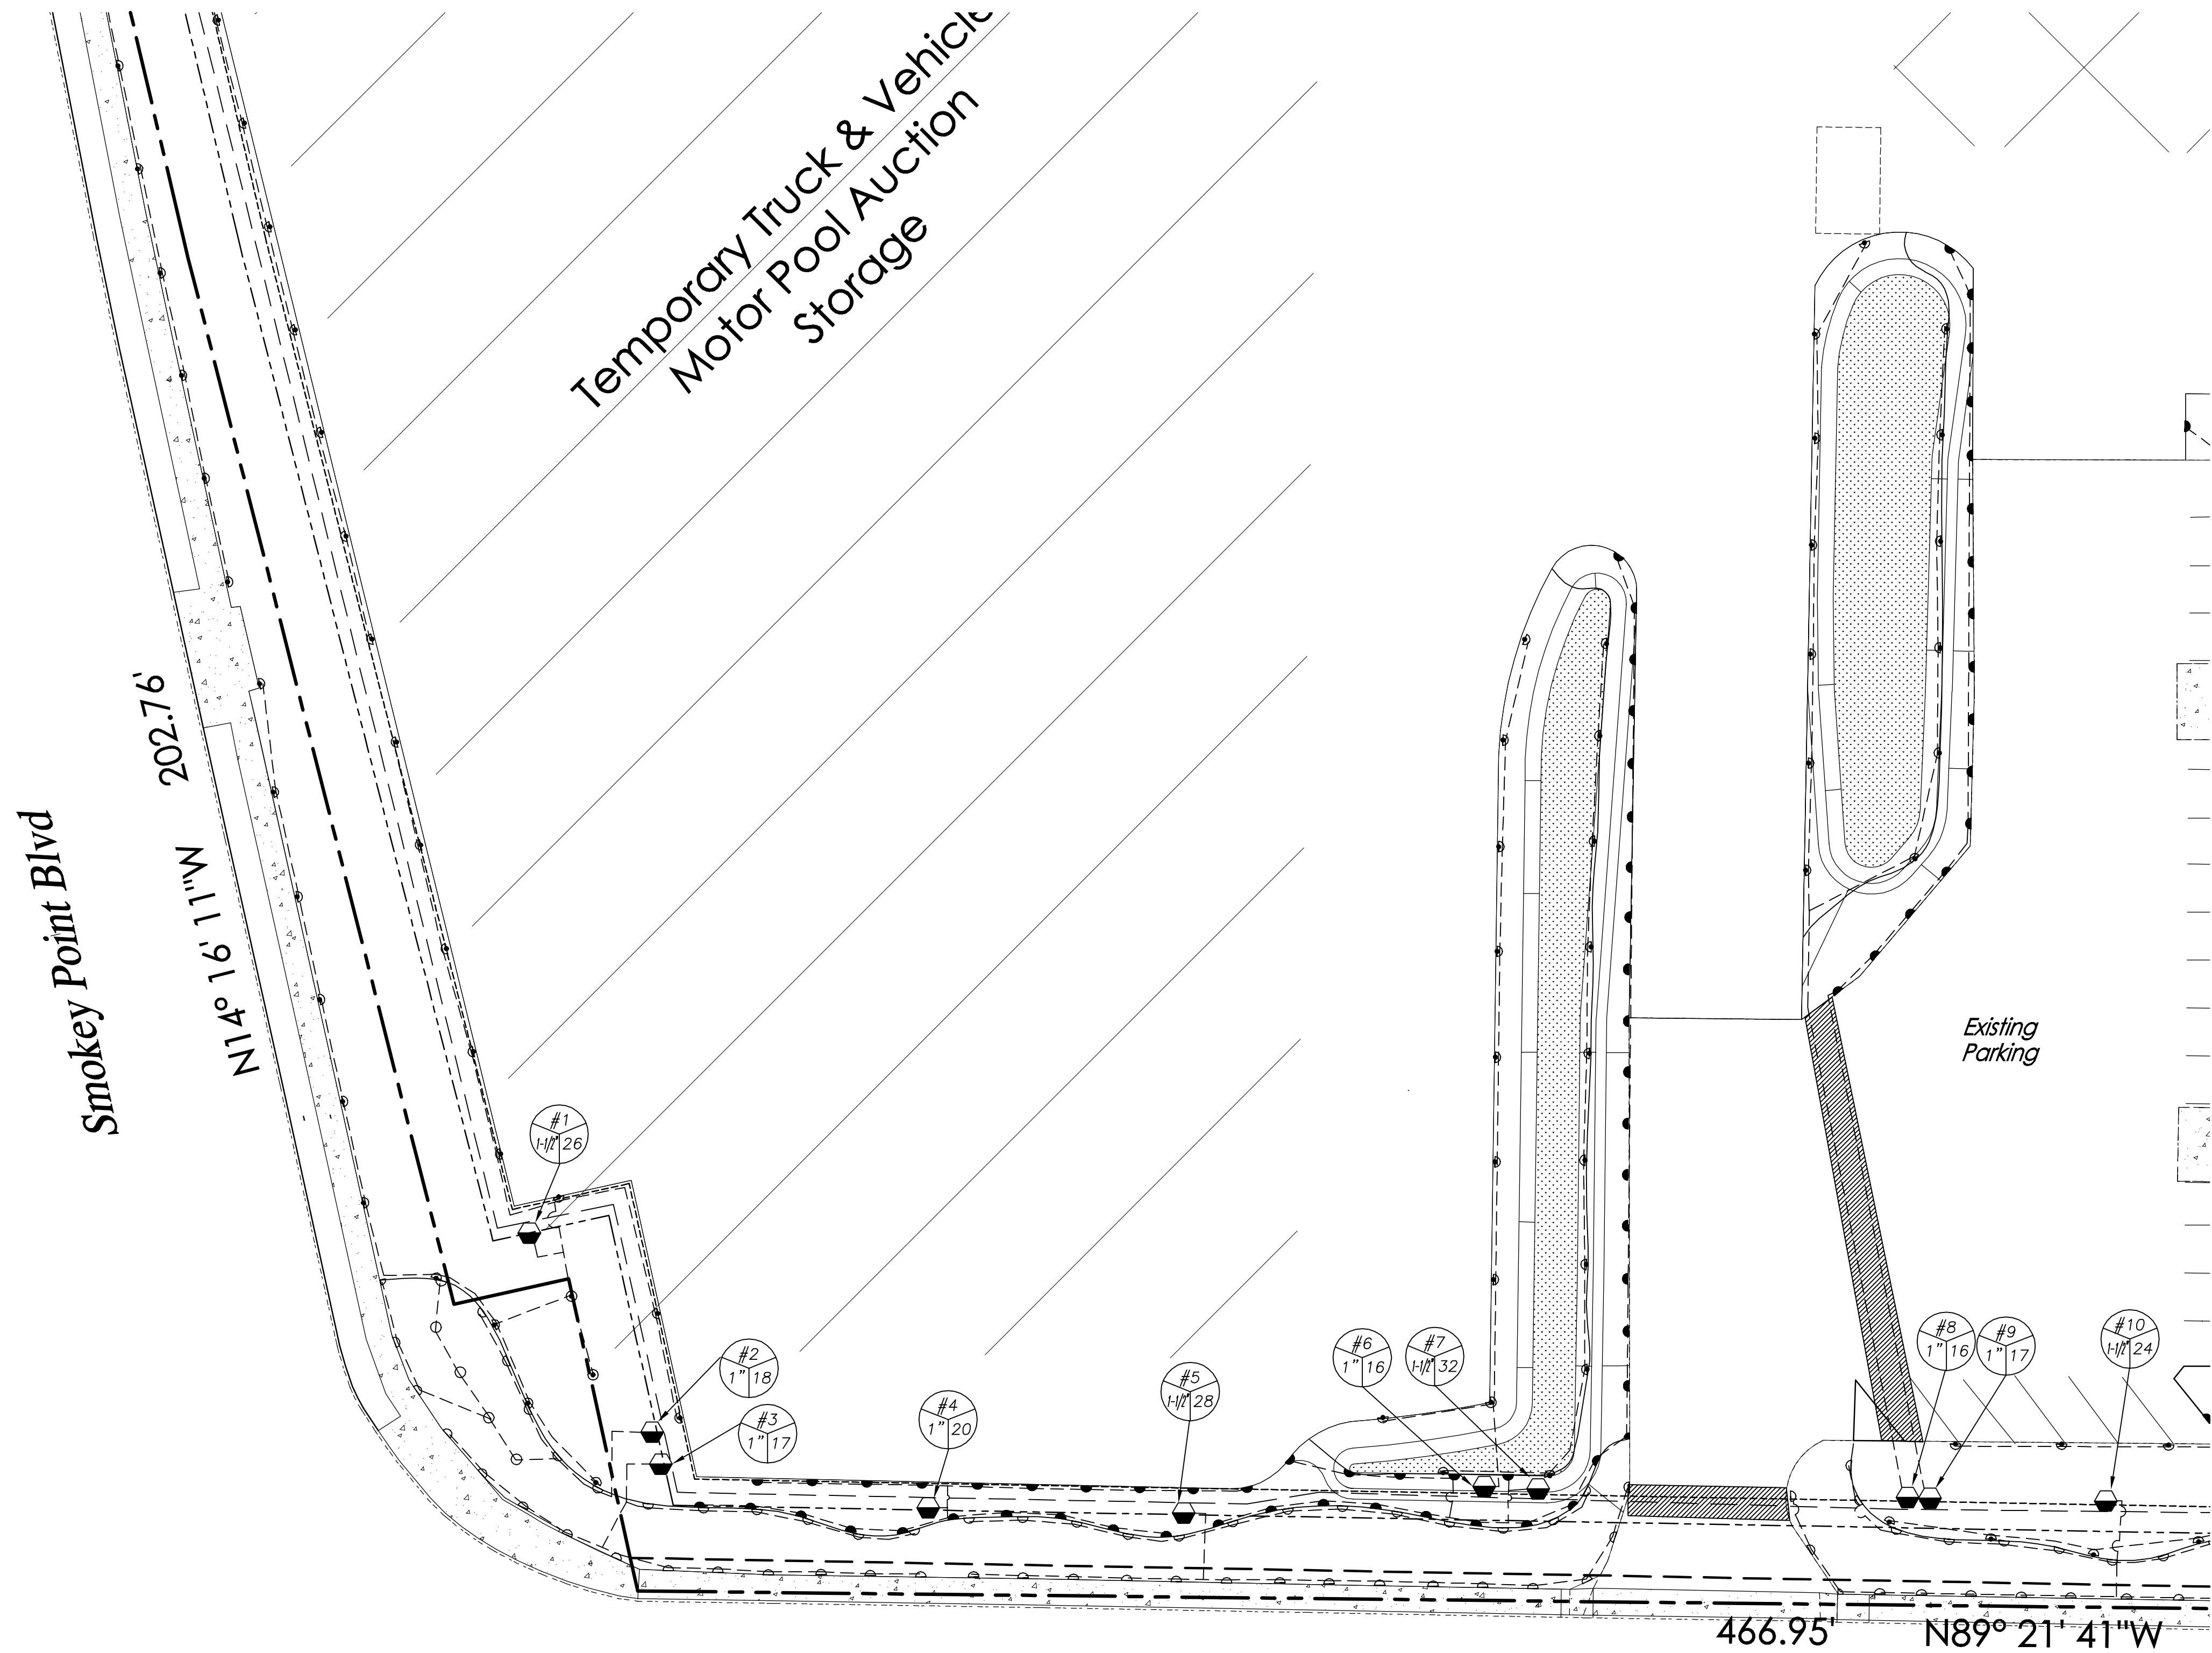 Temporary Truck & Vehicle
Motor Pool Auction
Storage
Smokey Point Blvd
N14° 16' 11"W 202.76'
Existing
Parking
#1
1-1/2" 26
#2
1" 18
#3
1" 17
#4
1" 20
#5
1-1/2" 28
#6
1" 16
#7
1-1/2" 32
#8
1" 16
#9
1" 17
#10
1-1/2" 24
466.95' N89° 21' 41"W